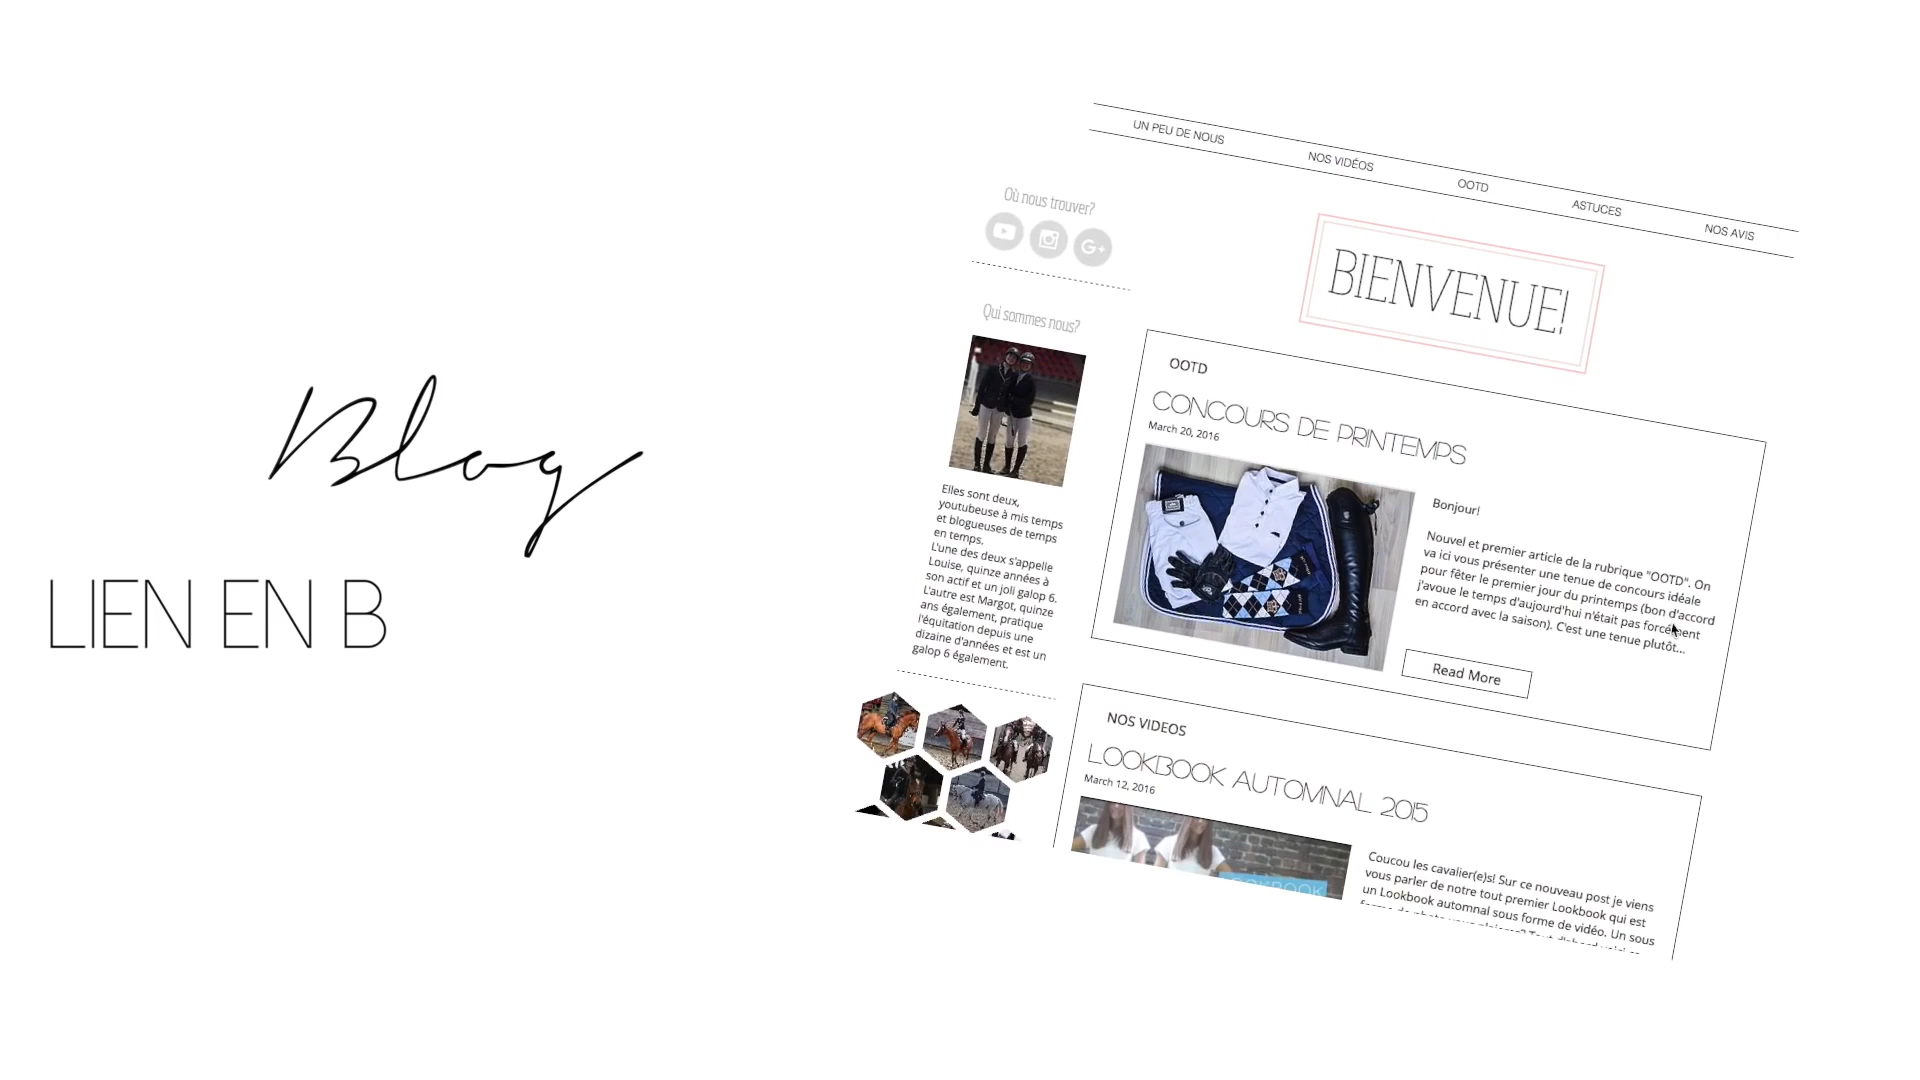 Blog
LIEN EN B
UN PEU DE NOUS
NOS VIDÉOS
OOTD
ASTUCES
NOS AVIS
Où nous trouver?
G+
Qui sommes nous?
Elles sont deux,
youtubeuse à mis temps
et blogueuses de temps
en temps.
L'une des deux s'appelle
Louise, quinze années à
son actif et un joli galop 6.
L'autre est Margot, quinze
ans également, pratique
l'équitation depuis une
dizaine d'années et est un
galop 6 également.
BIENVENUE!
OOTD
CONCOURS DE PRINTEMPS
March 20, 2016
Bonjour!
Nouvel et premier article de la rubrique "OOTD". On
va ici vous présenter une tenue de concours idéale
pour fêter le premier jour du printemps (bon d'accord
j'avoue le temps d'aujourd'hui n'était pas forcément
en accord avec la saison). C'est une tenue plutôt...
Read More
NOS VIDEOS
LOOKBOOK AUTOMNAL 2015
March 12, 2016
LOOKBOOK
Coucou les cavalier(e)s! Sur ce nouveau post je viens
vous parler de notre tout premier Lookbook qui est
un Lookbook automnal sous forme de vidéo. Un sous